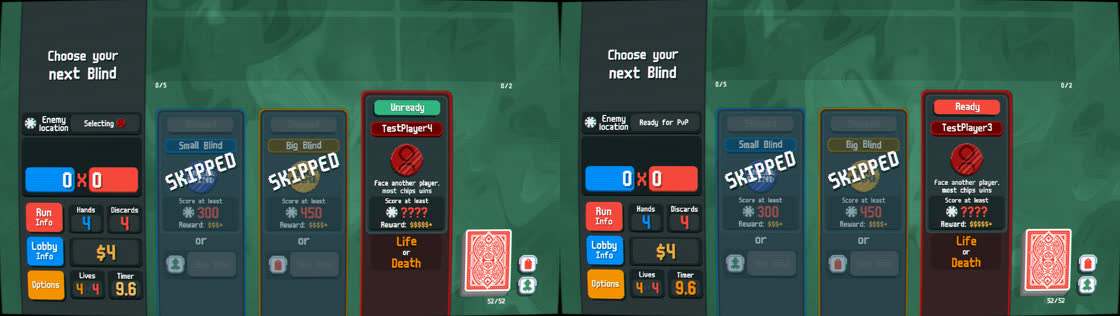 Choose your
next Blind
0/5
0/2
Enemy
location
Selecting
0 X 0
Run
Info
Hands
4
Discards
4
Lobby
Info
$4
Options
Lives
4 4
Timer
9.6
Small Blind
SKIPPED
Score at least
300
Reward: $$$+
or
Big Blind
SKIPPED
Score at least
450
Reward: $$$$+
or
Unready
TestPlayer4
Face another player,
most chips wins
Score at least
????
Reward: $$$$$+
Life
or
Death
52/52
Choose your
next Blind
0/5
0/2
Enemy
location
Ready for PvP
0 X 0
Run
Info
Hands
4
Discards
4
Lobby
Info
$4
Options
Lives
4 4
Timer
9.6
Small Blind
SKIPPED
Score at least
300
Reward: $$$+
or
Big Blind
SKIPPED
Score at least
450
Reward: $$$$+
or
Ready
TestPlayer3
Face another player,
most chips wins
Score at least
????
Reward: $$$$$+
Life
or
Death
52/52